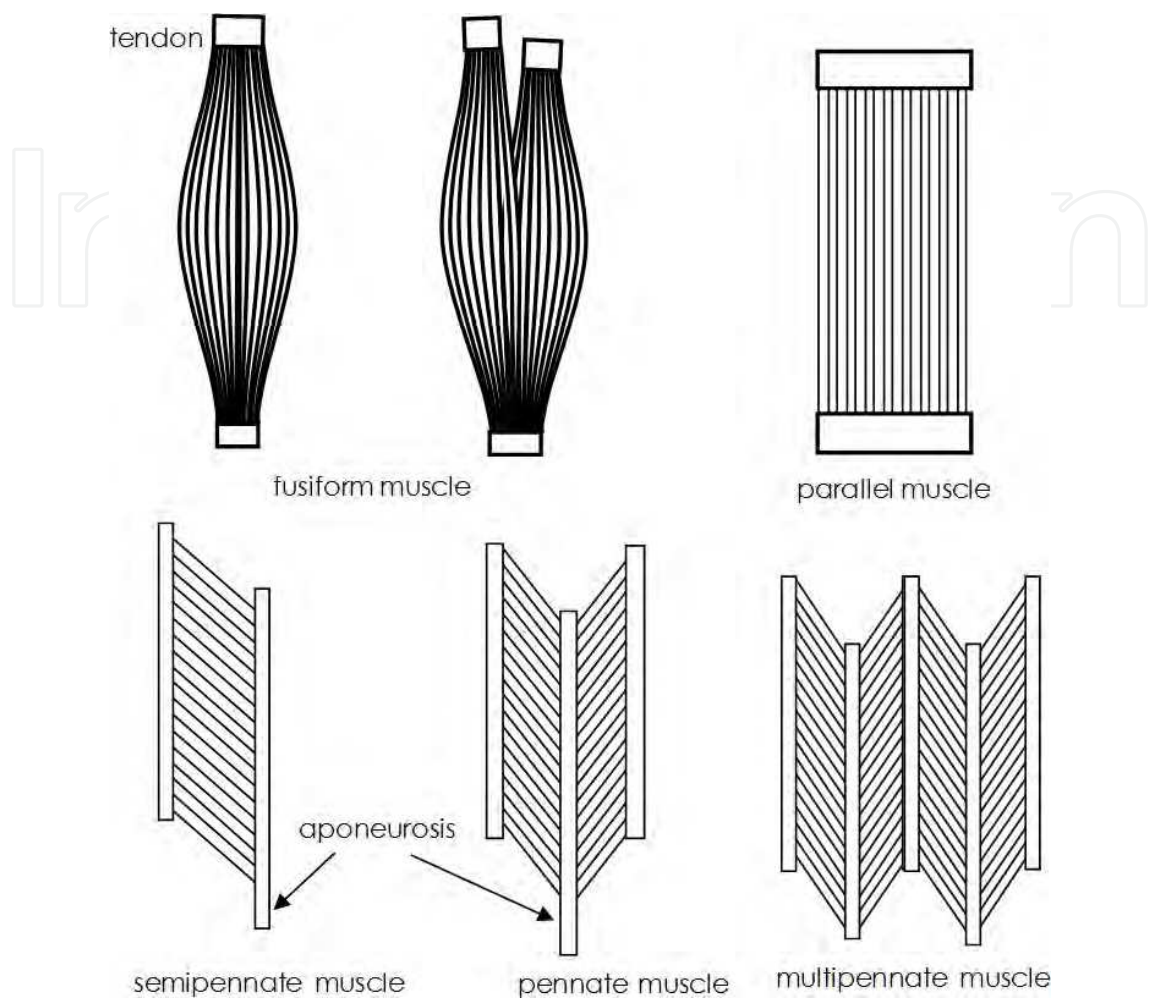 tendon
fusiform muscle
parallel muscle
aponeurosis
semipennate muscle
pennate muscle
multipennate muscle